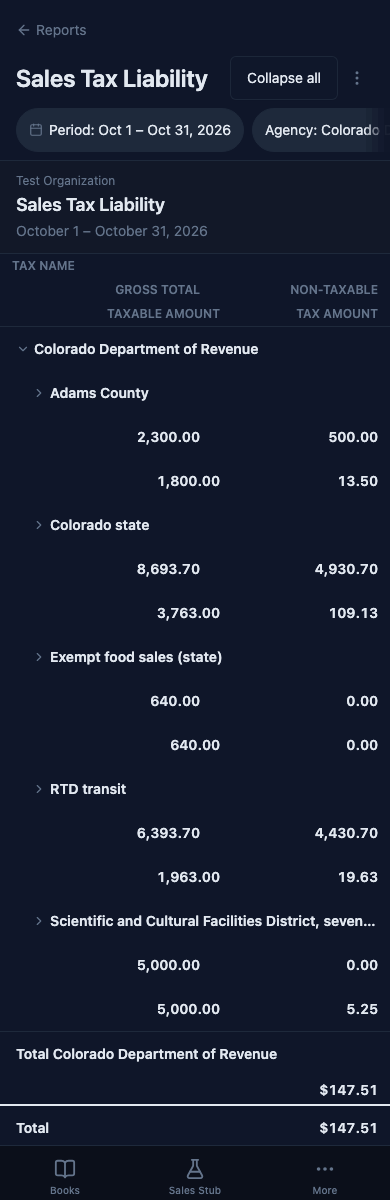 Reports
Sales Tax Liability
Collapse all
Period: Oct 1 – Oct 31, 2026
Agency: Colorado
Test Organization
Sales Tax Liability
October 1 – October 31, 2026
TAX NAME
GROSS TOTAL NON-TAXABLE
TAXABLE AMOUNT TAX AMOUNT
Colorado Department of Revenue
Adams County
2,300.00 500.00
1,800.00 13.50
Colorado state
8,693.70 4,930.70
3,763.00 109.13
Exempt food sales (state)
640.00 0.00
640.00 0.00
RTD transit
6,393.70 4,430.70
1,963.00 19.63
Scientific and Cultural Facilities District, seven...
5,000.00 0.00
5,000.00 5.25
Total Colorado Department of Revenue
$147.51
Total $147.51
Books Sales Stub More